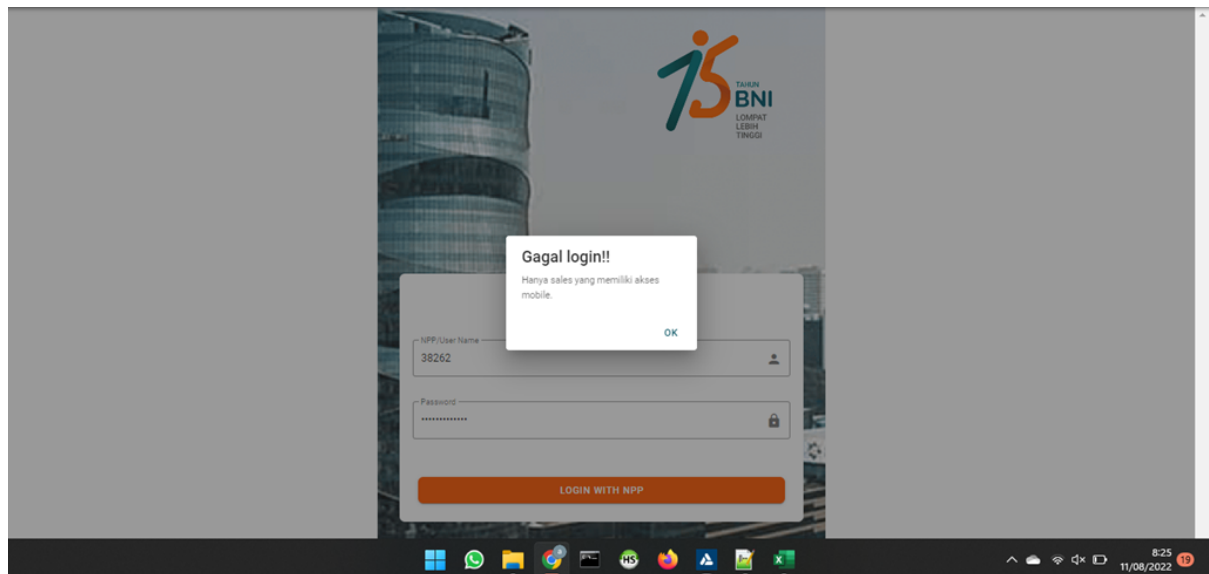 75
TAHUN
BNI
LOMPAT
LEBIH
TINGGI
Gagal login!!
Hanya sales yang memiliki akses
mobile.
OK
NPP/User Name
38262
Password
•••••••••••••
LOGIN WITH NPP
HS
8:25
11/08/2022
19